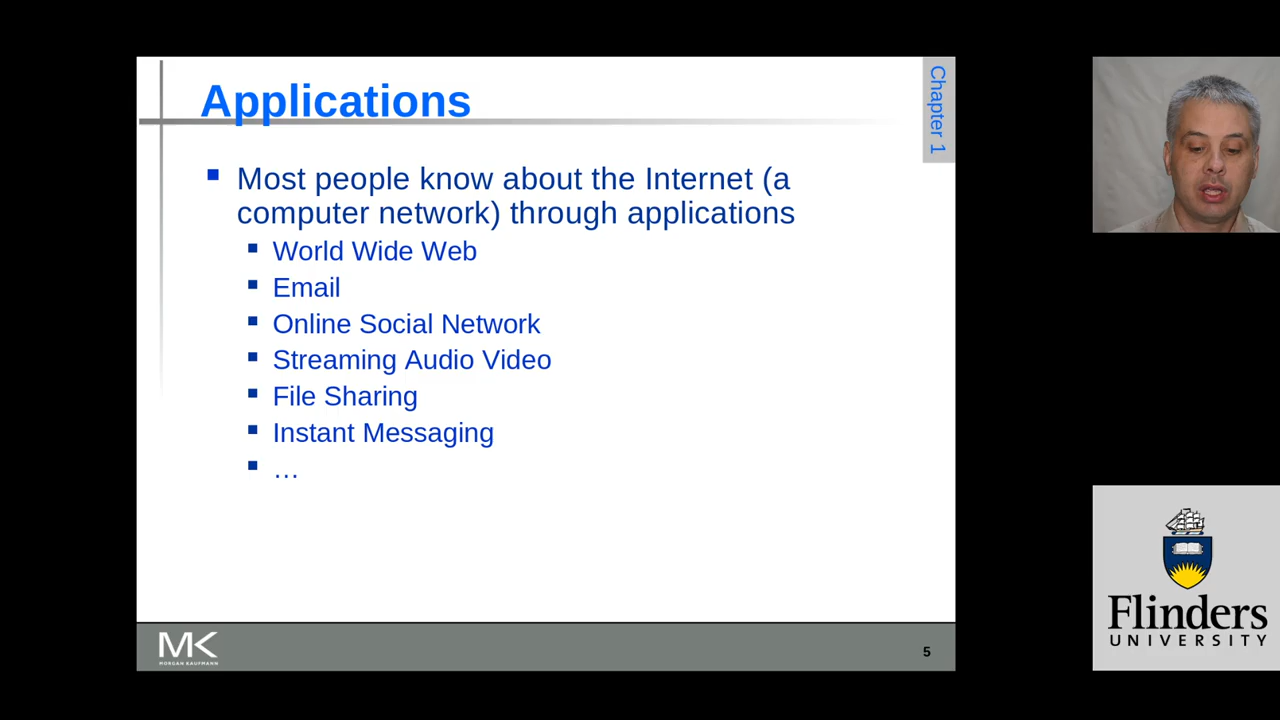 Applications
Chapter 1
Most people know about the Internet (a
computer network) through applications
World Wide Web
Email
Online Social Network
Streaming Audio Video
File Sharing
Instant Messaging
…
MK
MORGAN KAUFMANN
5
Flinders
UNIVERSITY